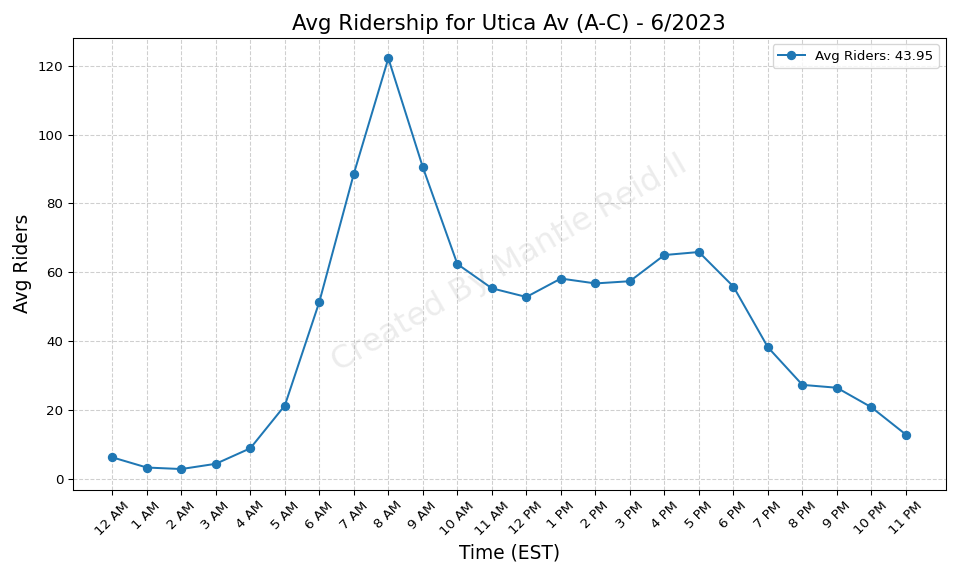 Avg Ridership for Utica Av (A-C) - 6/2023
Avg Riders: 43.95
Avg Riders
120
100
80
60
40
20
0
Created By Mantle Reid II
12 AM
1 AM
2 AM
3 AM
4 AM
5 AM
6 AM
7 AM
8 AM
9 AM
10 AM
11 AM
12 PM
1 PM
2 PM
3 PM
4 PM
5 PM
6 PM
7 PM
8 PM
9 PM
10 PM
11 PM
Time (EST)